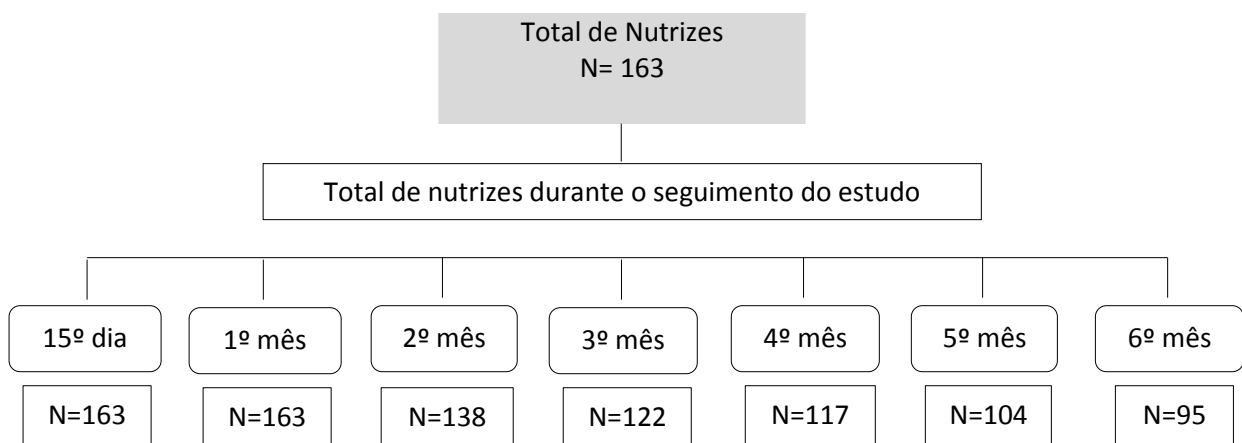 Total de Nutrizes
N= 163
Total de nutrizes durante o seguimento do estudo
15º dia
1º mês
2º mês
3º mês
4º mês
5º mês
6º mês
N=163
N=163
N=138
N=122
N=117
N=104
N=95